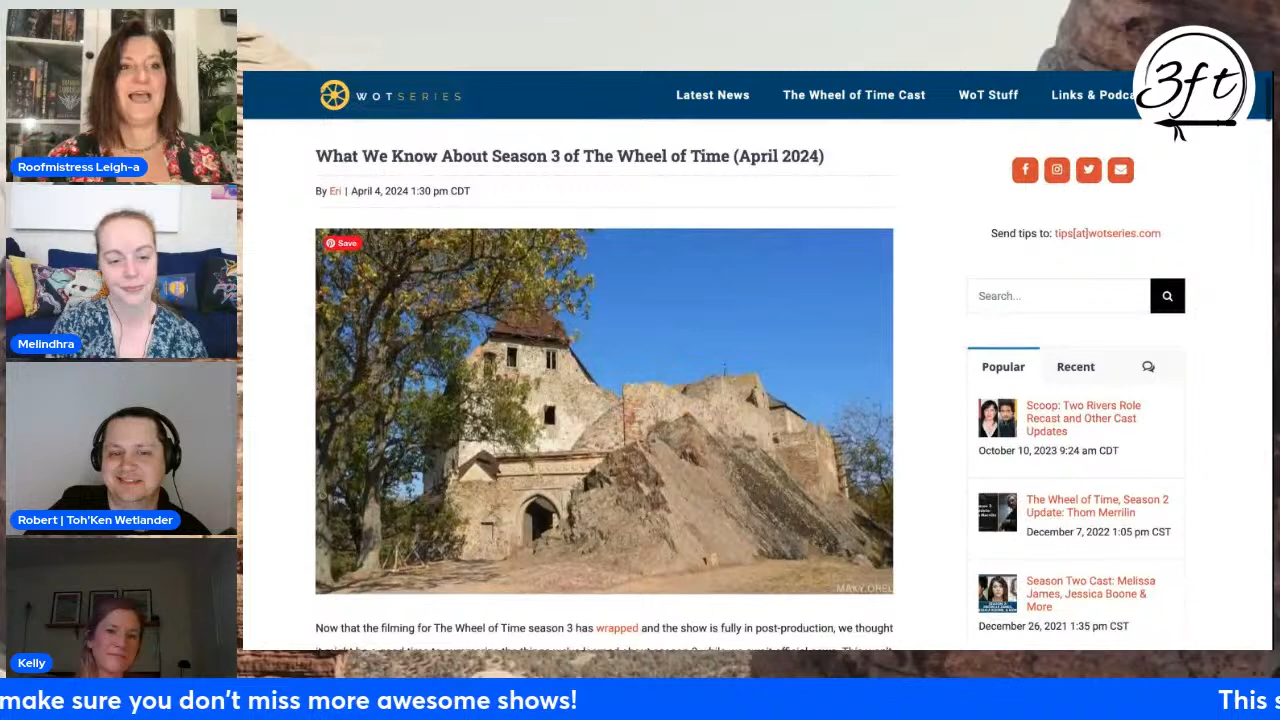 3ft
Roofmistress Leigh-a
Melindhra
Robert | Toh'Ken Wetlander
Kelly
WOTSERIES
Latest News
The Wheel of Time Cast
WoT Stuff
Links & Podca
What We Know About Season 3 of The Wheel of Time (April 2024)
By Eri | April 4, 2024 1:30 pm CDT
Save
MAKY.OREL
Now that the filming for The Wheel of Time season 3 has wrapped and the show is fully in post-production, we thought
Send tips to: tips[at]wotseries.com
Search...
Popular
Recent
Scoop: Two Rivers Role
Recast and Other Cast
Updates
October 10, 2023 9:24 am CDT
The Wheel of Time, Season 2
Update: Thom Merrilin
December 7, 2022 1:05 pm CST
Season Two Cast: Melissa
James, Jessica Boone &
More
December 26, 2021 1:35 pm CST
make sure you don't miss more awesome shows!
This s